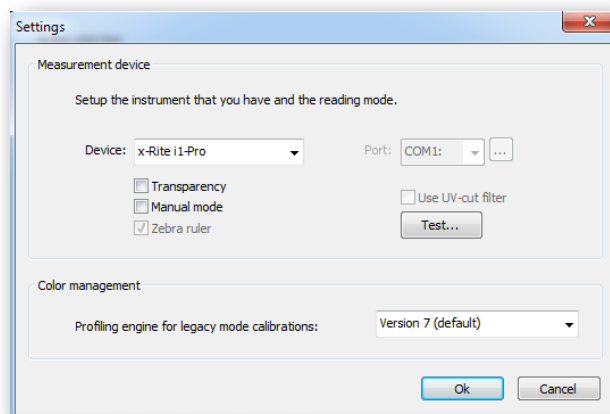 Settings
Measurement device
Setup the instrument that you have and the reading mode.
Device: x-Rite i1-Pro Port: COM1: ...
Transparency
Manual mode Use UV-cut filter
Zebra ruler Test...
Color management
Profiling engine for legacy mode calibrations: Version 7 (default)
Ok Cancel